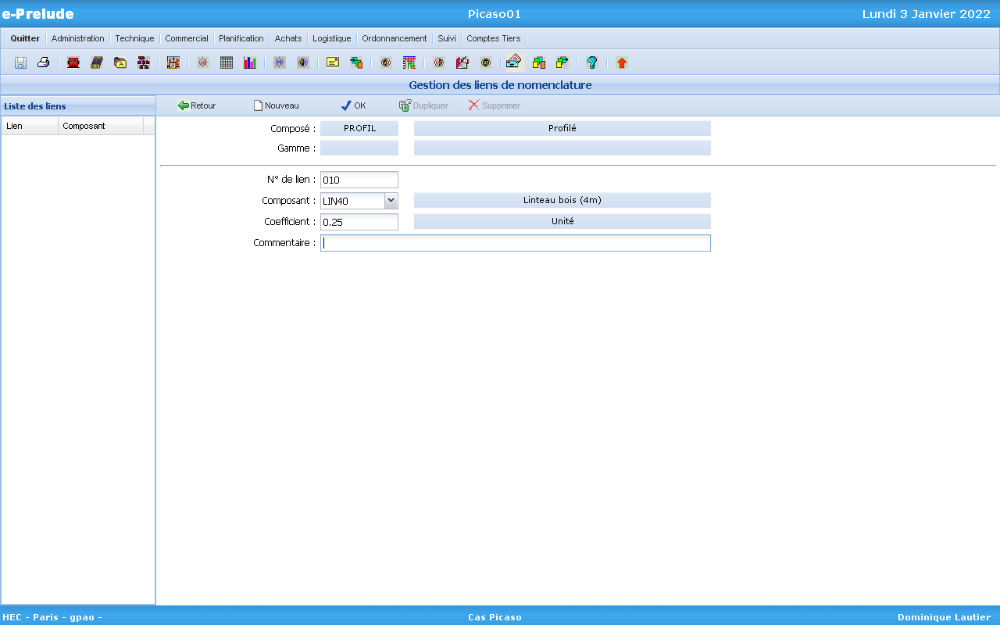 e-Prelude Picaso01 Lundi 3 Janvier 2022
Quitter Administration Technique Commercial Planification Achats Logistique Ordonnancement Suivi Comptes Tiers
Gestion des liens de nomenclature
Liste des liens Retour Nouveau OK Dupliquer Supprimer
Lien Composant
Composé : PROFIL Profilé
Gamme :
N° de lien : 010
Composant : LIN40 Linteau bois (4m)
Coefficient : 0.25 Unité
Commentaire :
HEC - Paris - gpao - Cas Picaso Dominique Lautier